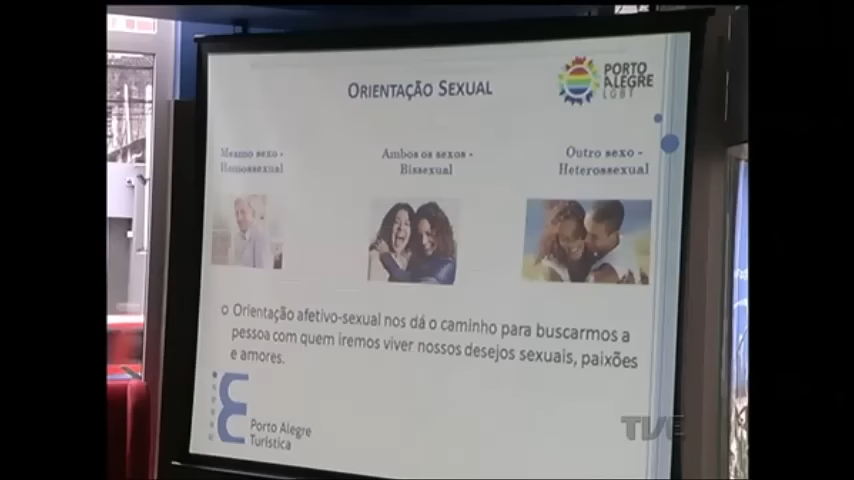 ORIENTAÇÃO SEXUAL
PORTO
ALEGRE
LGBT
Mesmo sexo -
Homossexual
Ambos os sexos -
Bissexual
Outro sexo -
Heterossexual
Orientação afetivo-sexual nos dá o caminho para buscarmos a
pessoa com quem iremos viver nossos desejos sexuais, paixões
e amores.
Porto Alegre
Turística
TVE